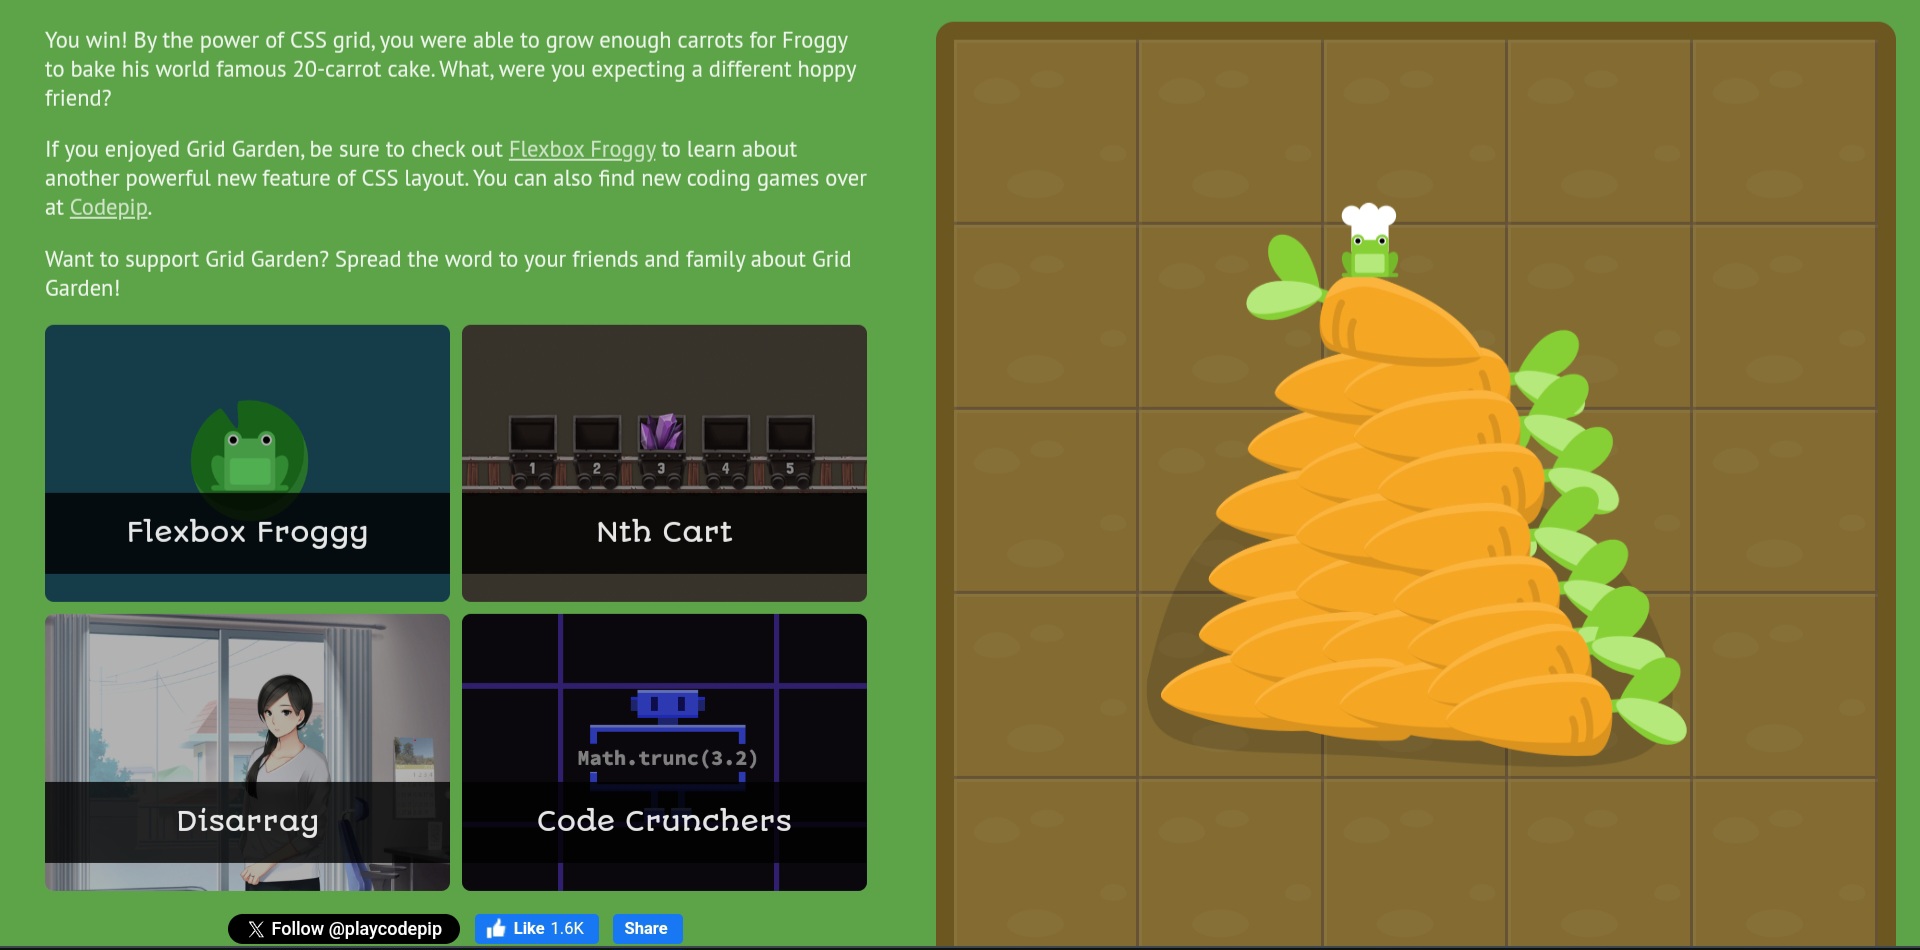 You win! By the power of CSS grid, you were able to grow enough carrots for Froggy
to bake his world famous 20-carrot cake. What, were you expecting a different hoppy
friend?
If you enjoyed Grid Garden, be sure to check out Flexbox Froggy to learn about
another powerful new feature of CSS layout. You can also find new coding games over
at Codepip.
Want to support Grid Garden? Spread the word to your friends and family about Grid
Garden!
Flexbox Froggy
1 2 3 4 5
Nth Cart
Disarray
Math.trunc(3.2)
Code Crunchers
Follow @playcodepip
Like 1.6K
Share